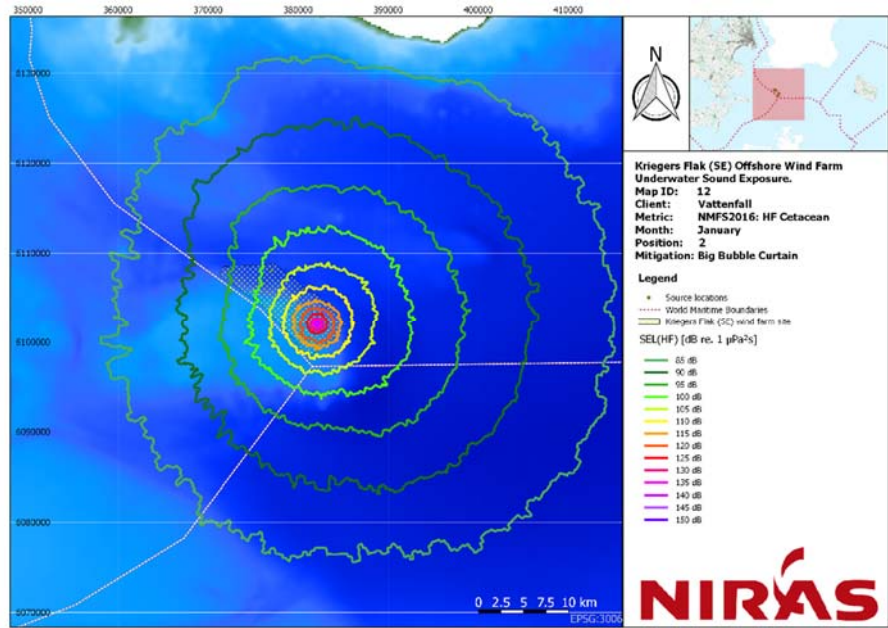 350000 360000 370000 380000 390000 400000 410000
6130000
6120000
6110000
6100000
6090000
6080000
6070000
0 2.5 5 7.5 10 km
EPSG:3006
N
Kriegers Flak (SE) Offshore Wind Farm
Underwater Sound Exposure.
Map ID: 12
Client: Vattenfall
Metric: NMFS2016: HF Cetacean
Month: January
Position: 2
Mitigation: Big Bubble Curtain
Legend
Source locations
World Maritime Boundaries
Kriegers Flak (SE) wind farm site
SEL(HF) [dB re. 1 µPa²s]
85 dB
90 dB
95 dB
100 dB
105 dB
110 dB
115 dB
120 dB
125 dB
130 dB
135 dB
140 dB
145 dB
150 dB
NIRAS